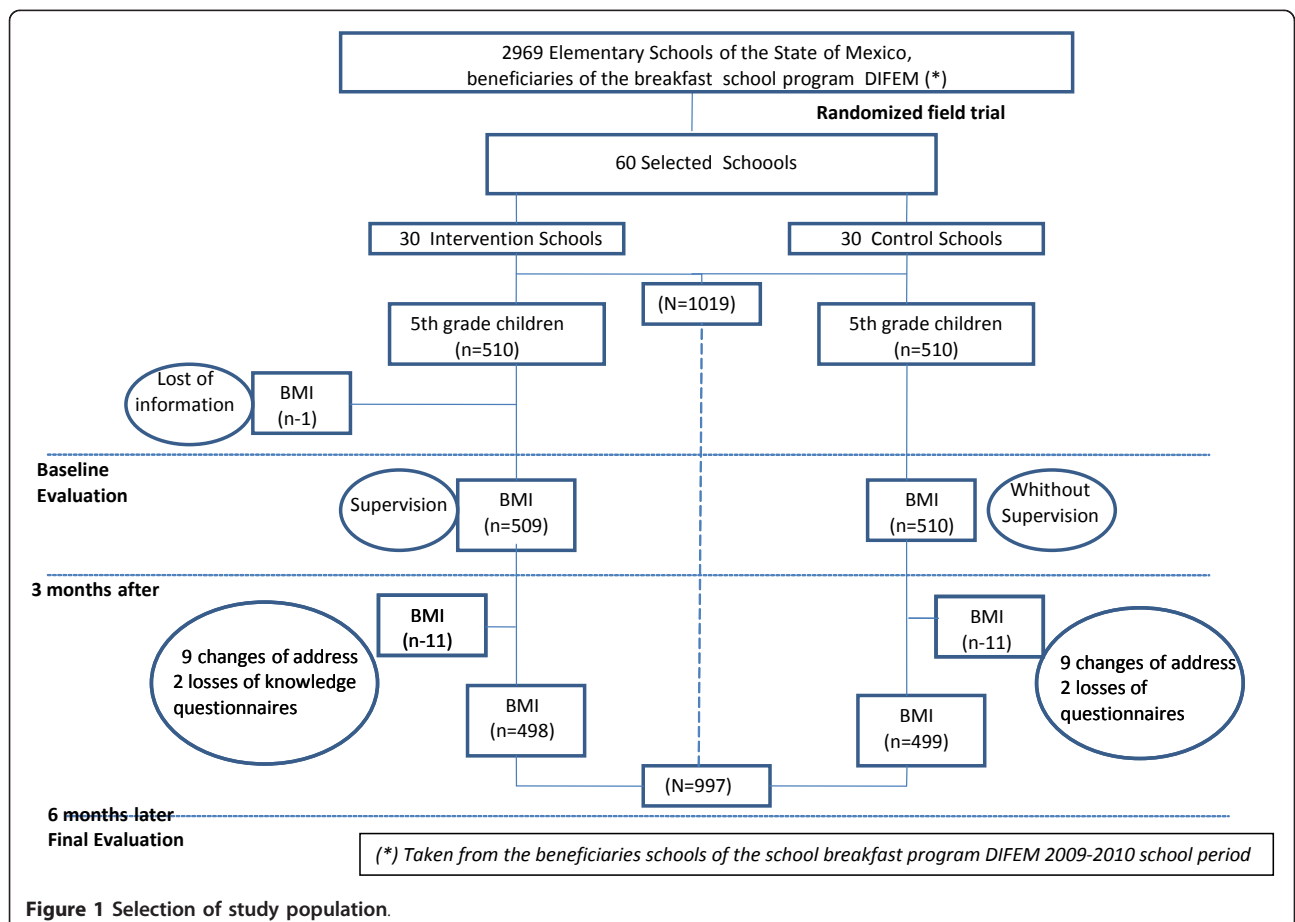 2969 Elementary Schools of the State of Mexico,
beneficiaries of the breakfast school program DIFEM (*)
Randomized field trial
60 Selected Schoools
30 Intervention Schools
30 Control Schools
(N=1019)
5th grade children
(n=510)
5th grade children
(n=510)
Lost of
information
BMI
(n-1)
Baseline
Evaluation
Supervision
BMI
(n=509)
BMI
(n=510)
Whithout
Supervision
3 months after
BMI
(n-11)
9 changes of address
2 losses of knowledge
questionnaires
BMI
(n-11)
9 changes of address
2 losses of
questionnaires
BMI
(n=498)
BMI
(n=499)
(N=997)
6 months later
Final Evaluation
(*) Taken from the beneficiaries schools of the school breakfast program DIFEM 2009-2010 school period
Figure 1 Selection of study population.